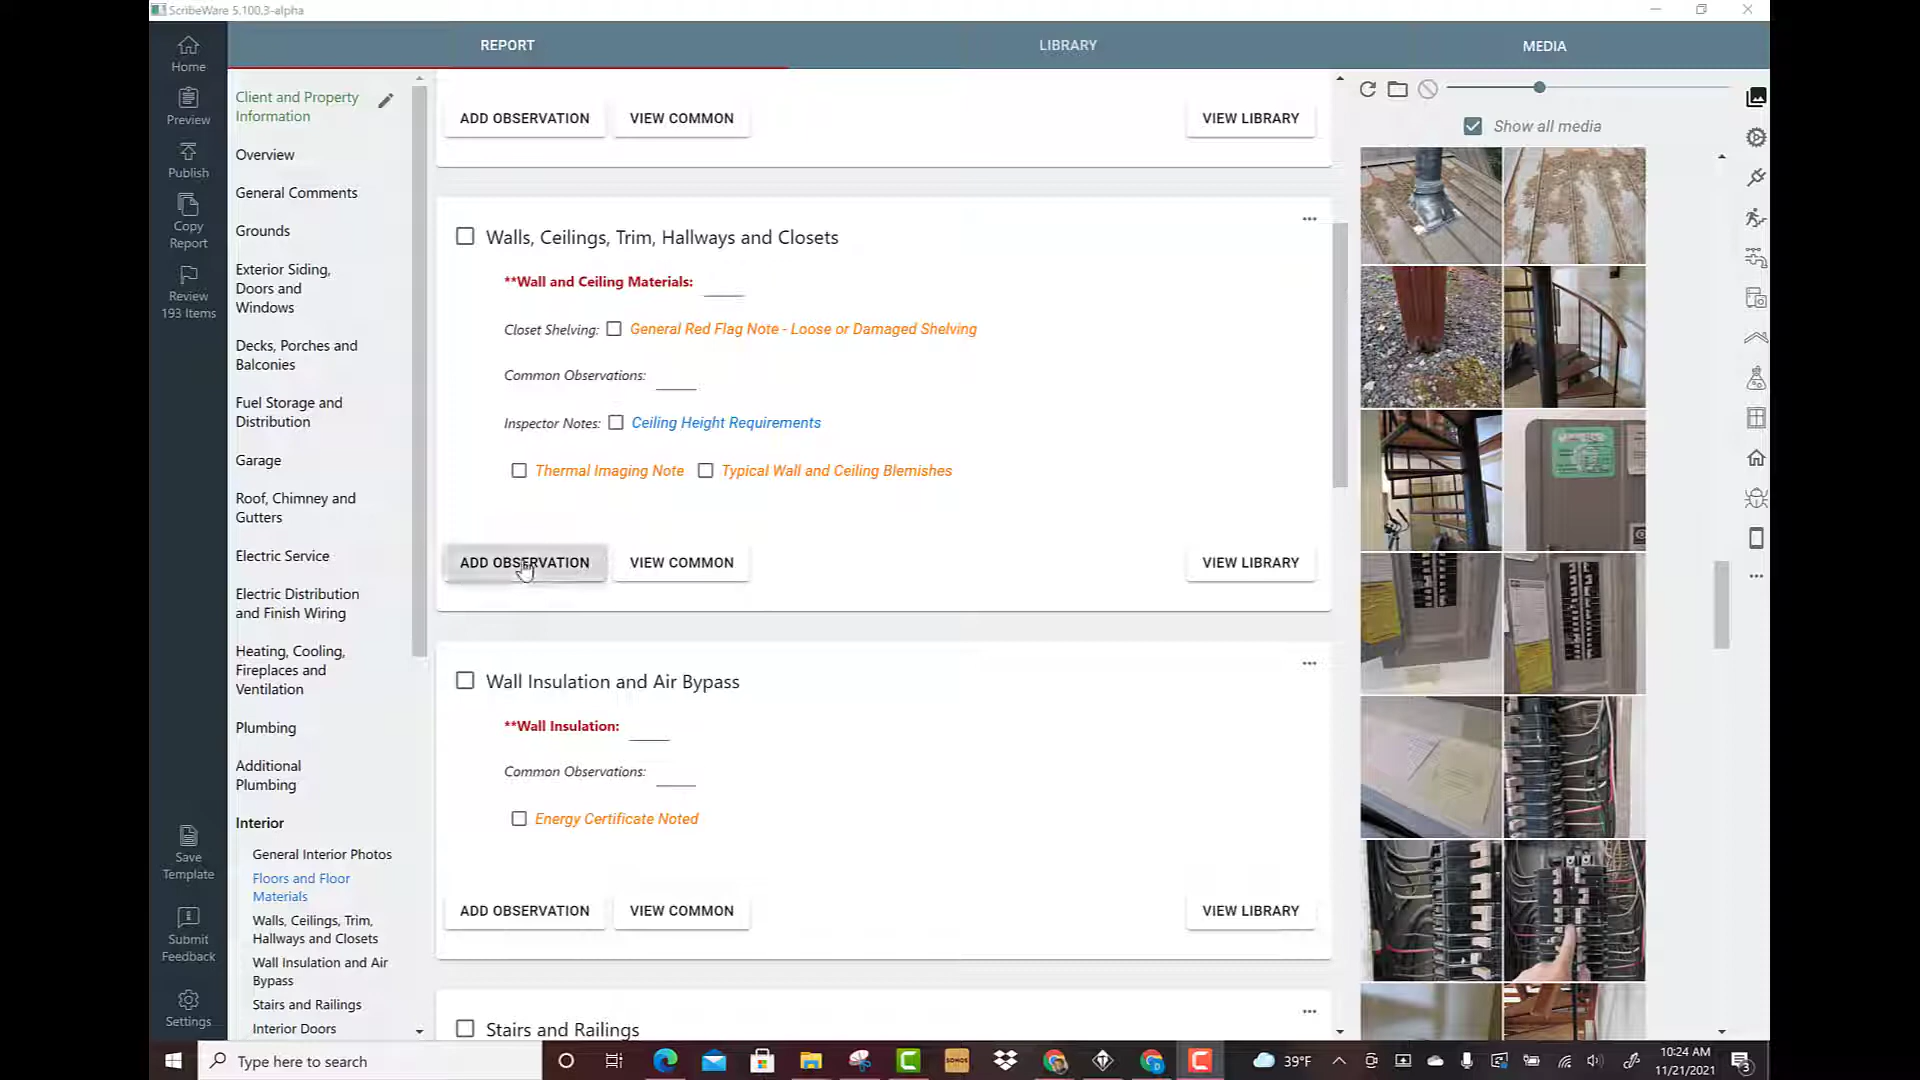 ScribeWare 5.100.3-alpha
Home
Preview
Publish
Copy
Report
Review
193 Items
Save
Template
Submit
Feedback
Settings
REPORT
LIBRARY
MEDIA
Client and Property
Information
Overview
General Comments
Grounds
Exterior Siding,
Doors and
Windows
Decks, Porches and
Balconies
Fuel Storage and
Distribution
Garage
Roof, Chimney and
Gutters
Electric Service
Electric Distribution
and Finish Wiring
Heating, Cooling,
Fireplaces and
Ventilation
Plumbing
Additional
Plumbing
Interior
General Interior Photos
Floors and Floor
Materials
Walls, Ceilings, Trim,
Hallways and Closets
Wall Insulation and Air
Bypass
Stairs and Railings
Interior Doors
ADD OBSERVATION
VIEW COMMON
VIEW LIBRARY
Walls, Ceilings, Trim, Hallways and Closets
**Wall and Ceiling Materials:
Closet Shelving: General Red Flag Note - Loose or Damaged Shelving
Common Observations:
Inspector Notes: Ceiling Height Requirements
Thermal Imaging Note Typical Wall and Ceiling Blemishes
ADD OBSERVATION
VIEW COMMON
VIEW LIBRARY
Wall Insulation and Air Bypass
**Wall Insulation:
Common Observations:
Energy Certificate Noted
ADD OBSERVATION
VIEW COMMON
VIEW LIBRARY
Stairs and Railings
Show all media
Type here to search
SONOS
39°F
10:24 AM
11/21/2021
3